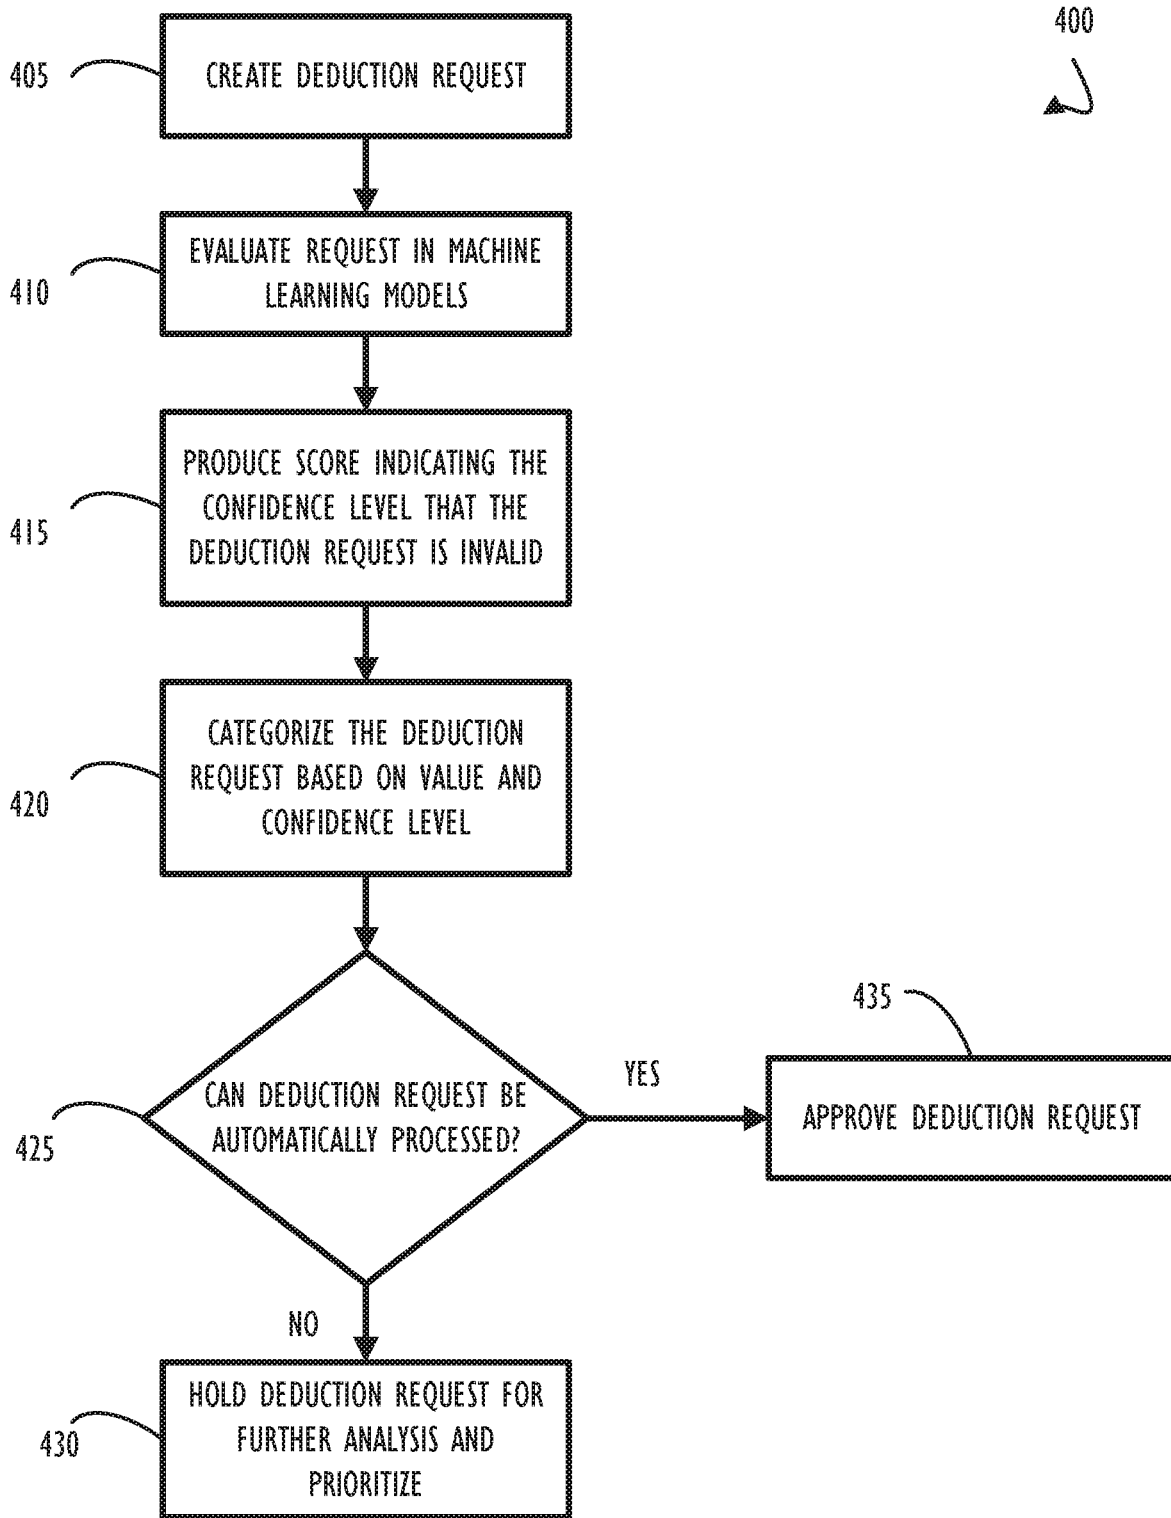 400
405
CREATE DEDUCTION REQUEST
410
EVALUATE REQUEST IN MACHINE
LEARNING MODELS
415
PRODUCE SCORE INDICATING THE
CONFIDENCE LEVEL THAT THE
DEDUCTION REQUEST IS INVALID
420
CATEGORIZE THE DEDUCTION
REQUEST BASED ON VALUE AND
CONFIDENCE LEVEL
425
CAN DEDUCTION REQUEST BE
AUTOMATICALLY PROCESSED?
YES
435
APPROVE DEDUCTION REQUEST
NO
430
HOLD DEDUCTION REQUEST FOR
FURTHER ANALYSIS AND
PRIORITIZE